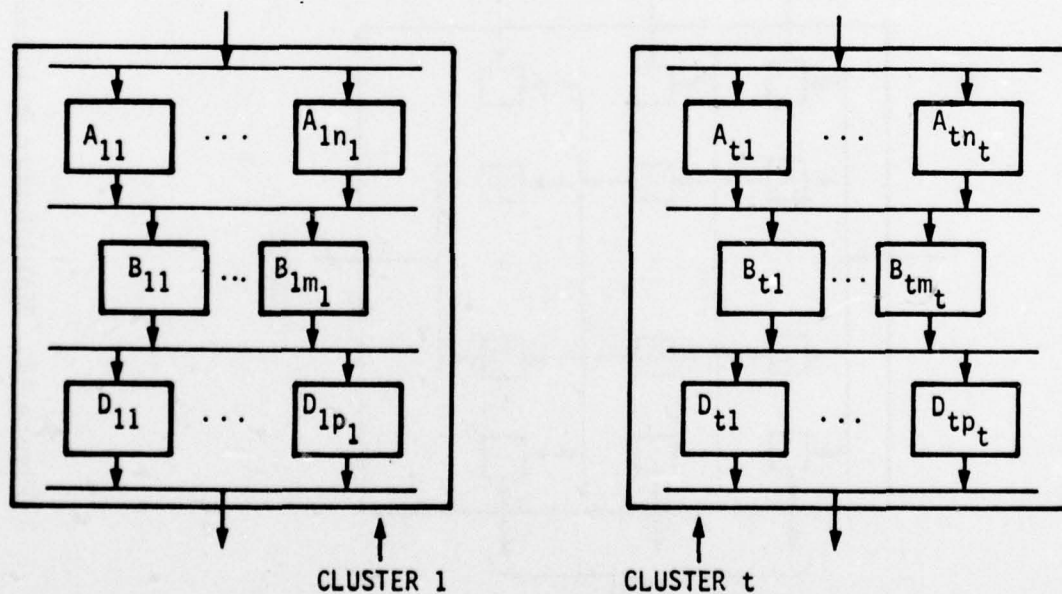 A11 ... A1n1 At1 ... Atnt
B11 ... B1m1 Bt1 ... Btmt
D11 ... D1p1 Dt1 ... Dtpt
CLUSTER 1 CLUSTER t